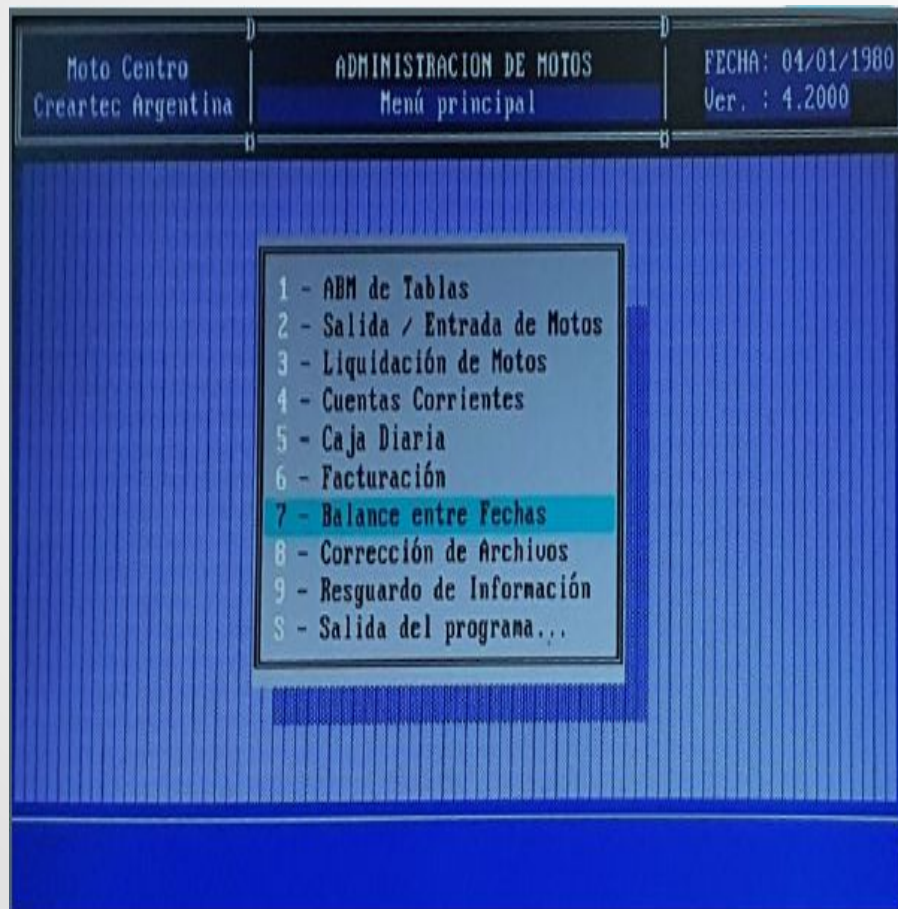 Moto Centro
Creartec Argentina
ADMINISTRACION DE MOTOS
Menú principal
FECHA: 04/01/1980
Ver. : 4.2000
1 - ABM de Tablas
2 - Salida / Entrada de Motos
3 - Liquidación de Motos
4 - Cuentas Corrientes
5 - Caja Diaria
6 - Facturación
7 - Balance entre Fechas
8 - Corrección de Archivos
9 - Resguardo de Información
S - Salida del programa...